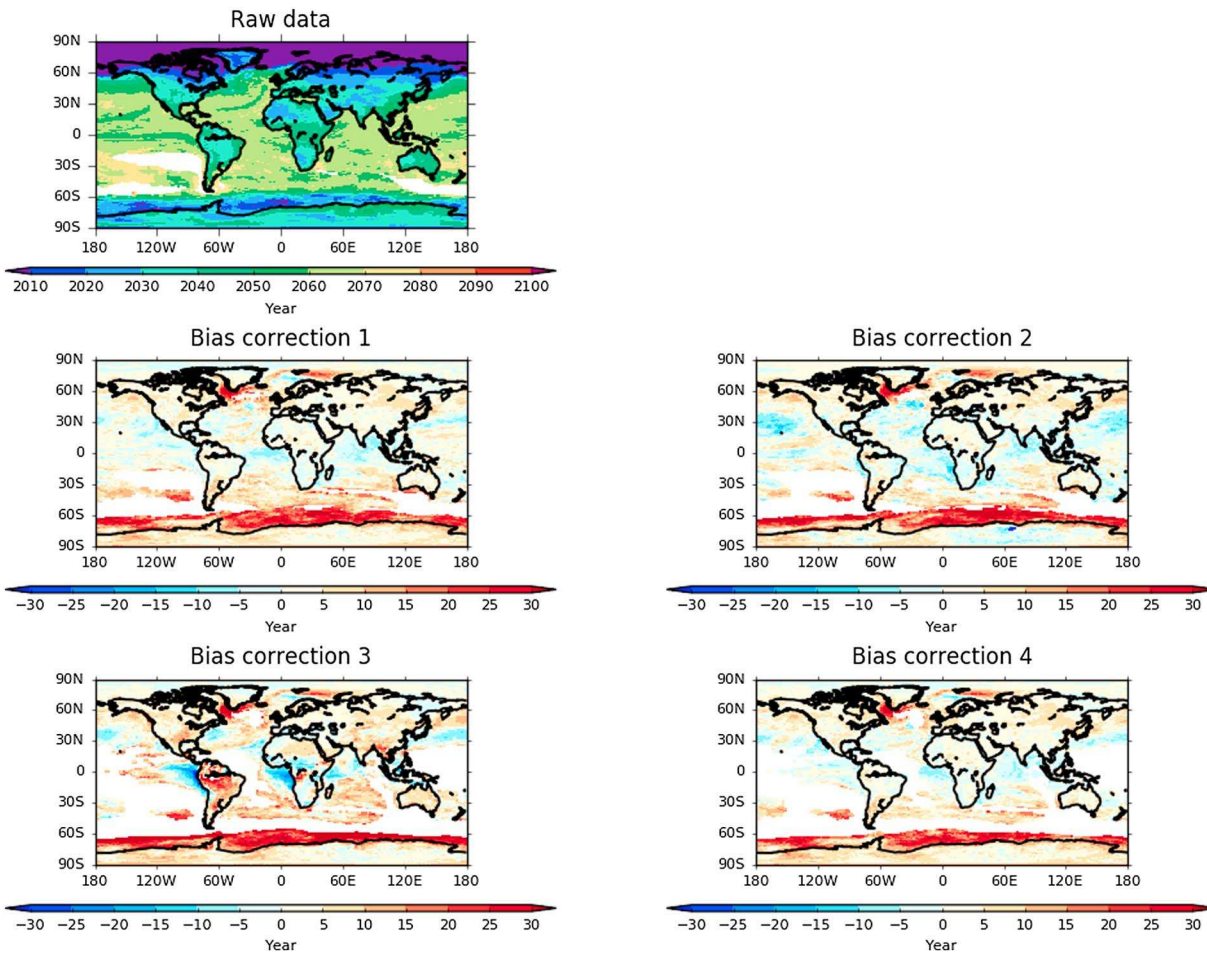 Raw data
90N
60N
30N
0
30S
60S
90S
180 120W 60W 0 60E 120E 180
2010 2020 2030 2040 2050 2060 2070 2080 2090 2100
Year
Bias correction 1
90N
60N
30N
0
30S
60S
90S
180 120W 60W 0 60E 120E 180
−30 −25 −20 −15 −10 −5 0 5 10 15 20 25 30
Year
Bias correction 2
90N
60N
30N
0
30S
60S
90S
180 120W 60W 0 60E 120E 180
−30 −25 −20 −15 −10 −5 0 5 10 15 20 25 30
Year
Bias correction 3
90N
60N
30N
0
30S
60S
90S
180 120W 60W 0 60E 120E 180
−30 −25 −20 −15 −10 −5 0 5 10 15 20 25 30
Year
Bias correction 4
90N
60N
30N
0
30S
60S
90S
180 120W 60W 0 60E 120E 180
−30 −25 −20 −15 −10 −5 0 5 10 15 20 25 30
Year